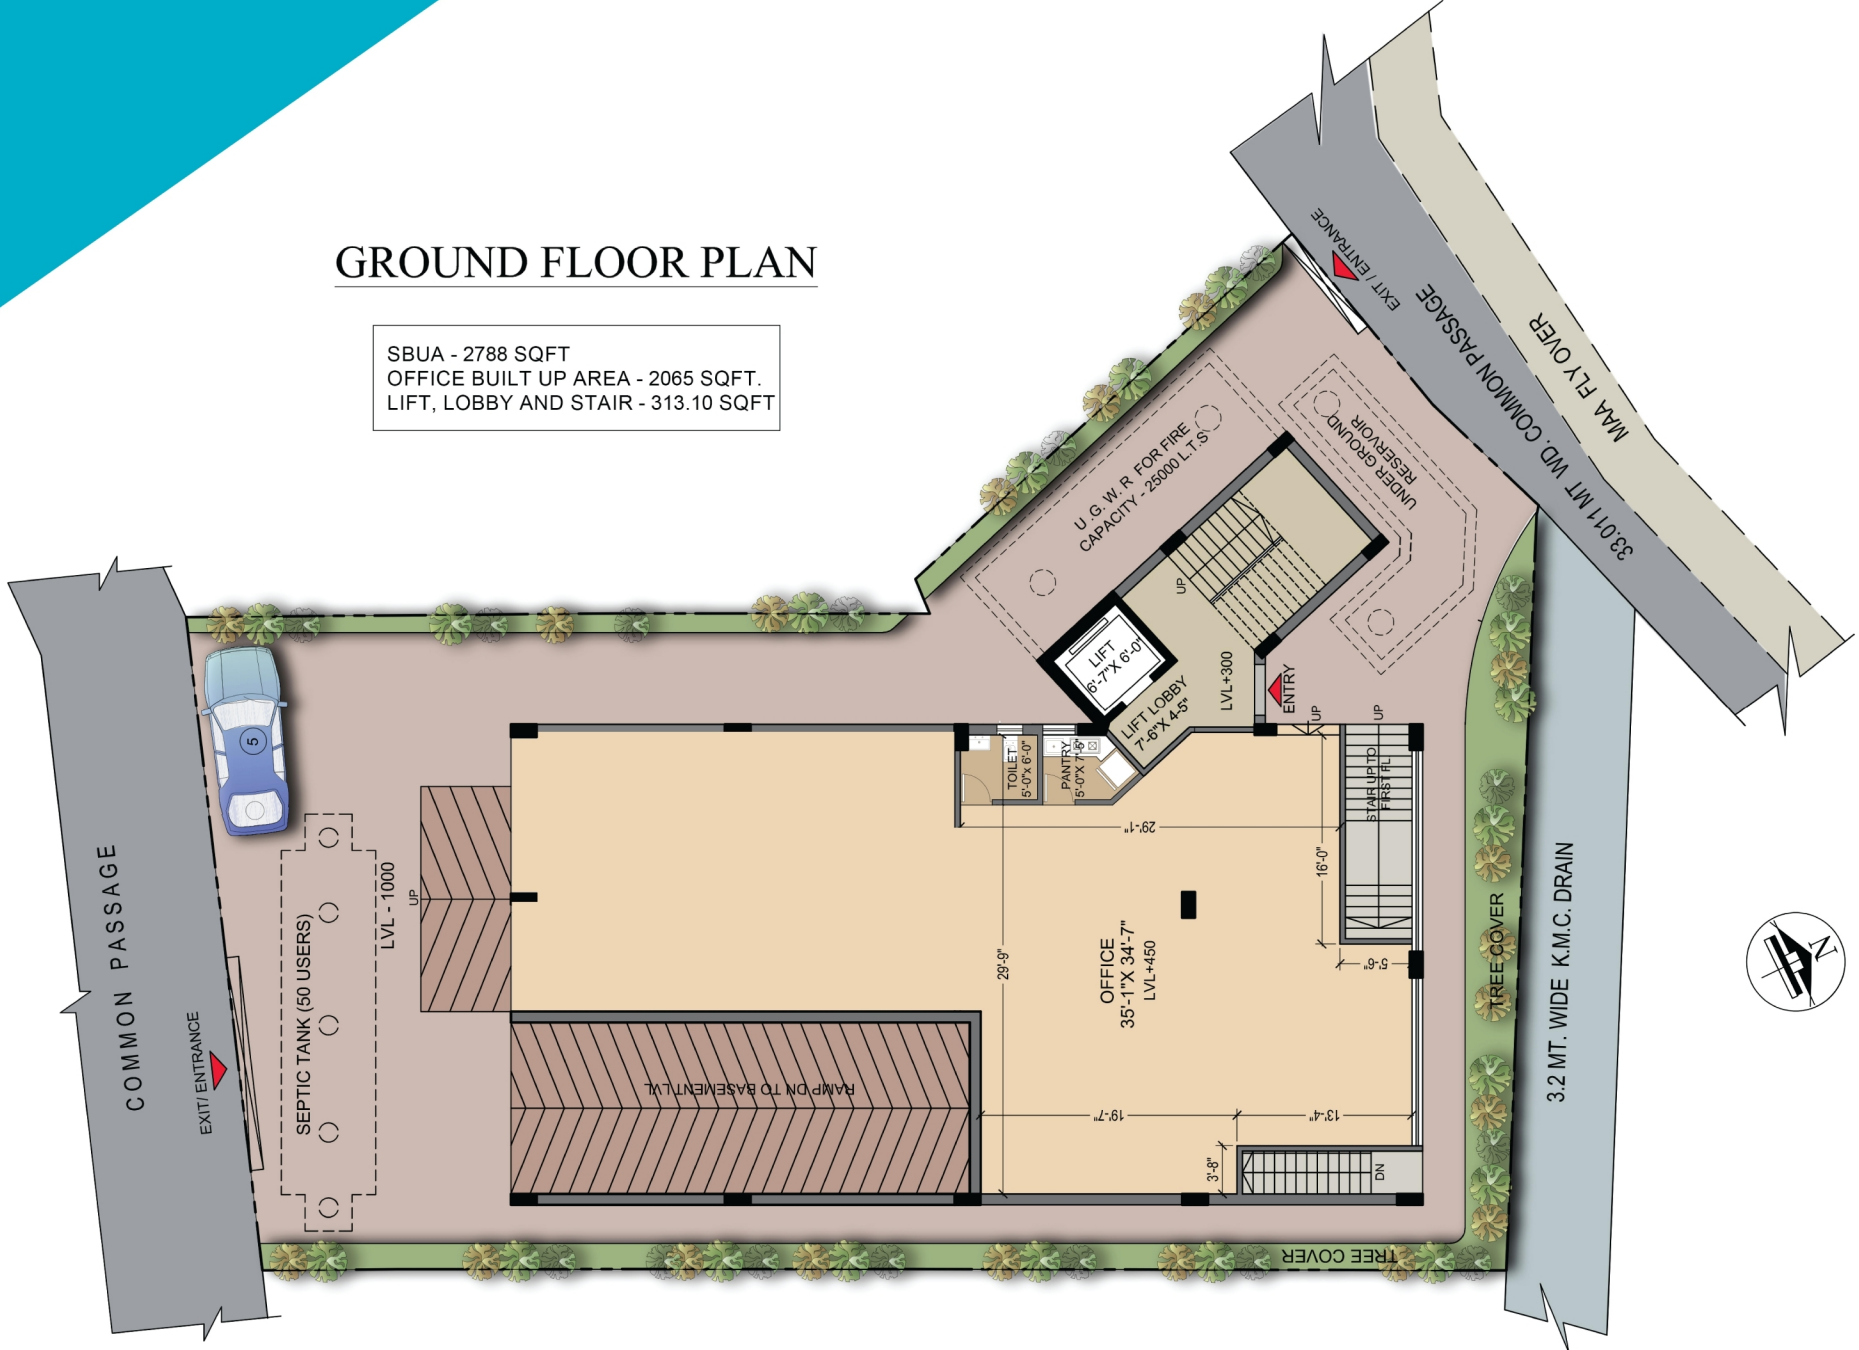 GROUND FLOOR PLAN
SBUA - 2788 SQFT
OFFICE BUILT UP AREA - 2065 SQFT.
LIFT, LOBBY AND STAIR - 313.10 SQFT
EXIT / ENTRANCE
33.011 MT WD. COMMON PASSAGE
MAA FLY OVER
U .G. W. R FOR FIRE
CAPACITY - 25000 L.T.S
UNDER GROUND
RESERVOIR
UP
LIFT
6'-7"X 6'-0"
LIFT LOBBY
7'-6"X 4-5"
LVL+300
ENTRY
UP
UP
STAIR UP TO
FIRST FL
TOILET
5'-0"x 6'-0"
PANTRY
5'-0"X 7'-5"
29'-1"
16'-0"
5'-6"
29'-9"
OFFICE
35'-1"X 34'-7"
LVL+450
19'-7"
13'-4"
3'-8"
DN
RAMP DN TO BASEMENT LVL
UP
LVL - 1000
SEPTIC TANK (50 USERS)
5
COMMON PASSAGE
EXIT/ ENTRANCE
TREE COVER
TREE COVER
3.2 MT. WIDE K.M.C. DRAIN
N